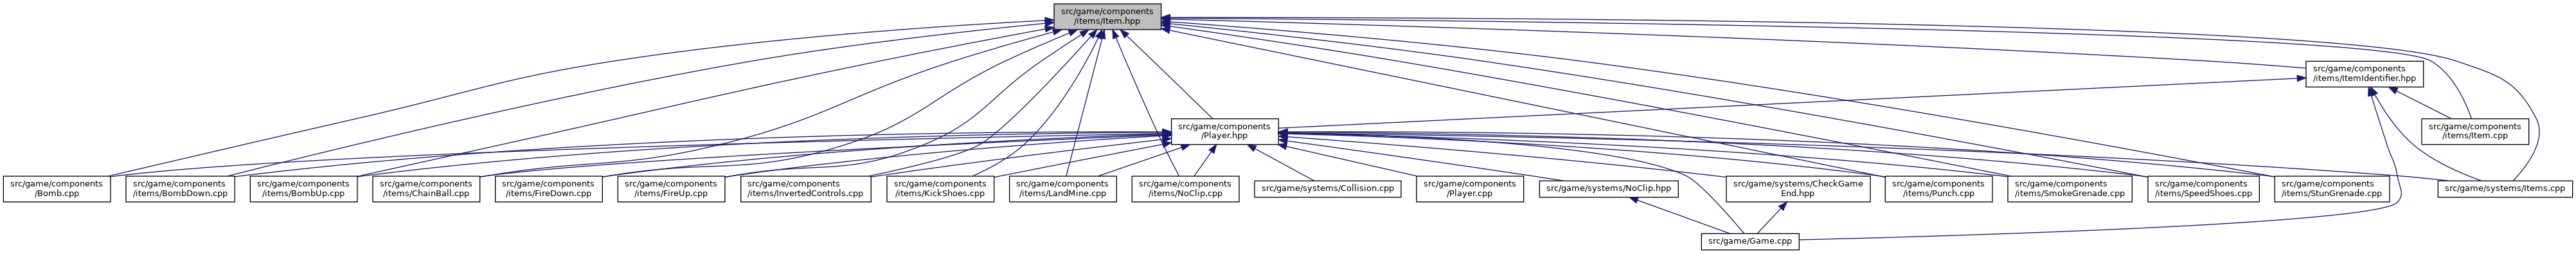 src/game/components
/items/Item.hpp
src/game/components
/items/ItemIdentifier.hpp
src/game/components
/Player.hpp
src/game/components
/items/Item.cpp
src/game/components
/Bomb.cpp
src/game/components
/items/BombDown.cpp
src/game/components
/items/BombUp.cpp
src/game/components
/items/ChainBall.cpp
src/game/components
/items/FireDown.cpp
src/game/components
/items/FireUp.cpp
src/game/components
/items/InvertedControls.cpp
src/game/components
/items/KickShoes.cpp
src/game/components
/items/LandMine.cpp
src/game/components
/items/NoClip.cpp
src/game/systems/Collision.cpp
src/game/components
/Player.cpp
src/game/systems/NoClip.hpp
src/game/systems/CheckGame
End.hpp
src/game/components
/items/Punch.cpp
src/game/components
/items/SmokeGrenade.cpp
src/game/components
/items/SpeedShoes.cpp
src/game/components
/items/StunGrenade.cpp
src/game/systems/Items.cpp
src/game/Game.cpp